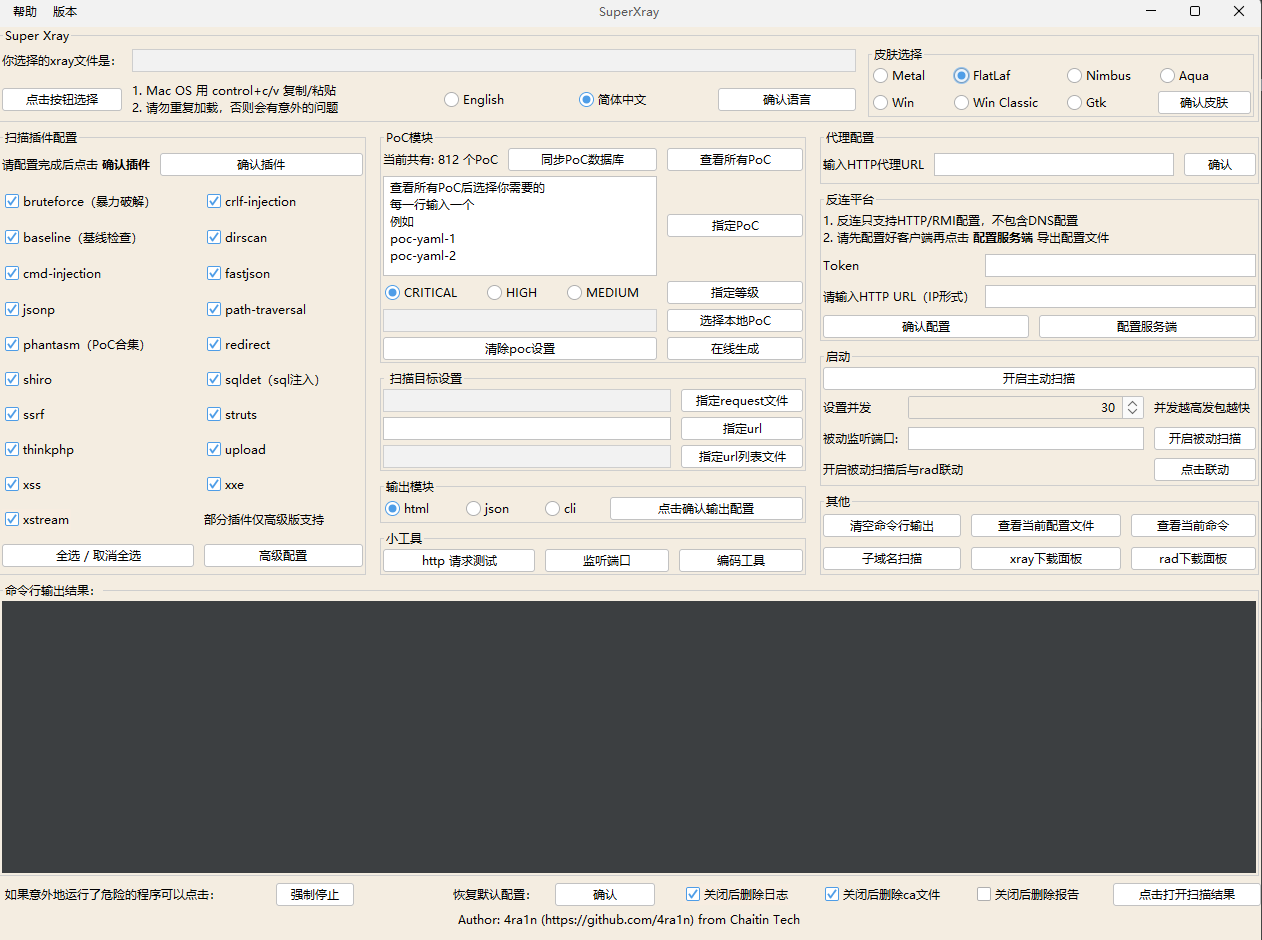 帮助 版本
SuperXray
Super Xray
你选择的xray文件是：
点击按钮选择
1. Mac OS 用 control+c/v 复制/粘贴
2. 请勿重复加载，否则会有意外的问题
English
简体中文
确认语言
皮肤选择
Metal FlatLaf Nimbus Aqua
Win Win Classic Gtk 确认皮肤
扫描插件配置
请配置完成后点击 确认插件 确认插件
bruteforce（暴力破解） crlf-injection
baseline（基线检查） dirscan
cmd-injection fastjson
jsonp path-traversal
phantasm（PoC合集） redirect
shiro sqldet（sql注入）
ssrf struts
thinkphp upload
xss xxe
xstream 部分插件仅高级版支持
全选 / 取消全选 高级配置
PoC模块
当前共有: 812 个PoC 同步PoC数据库 查看所有PoC
查看所有PoC后选择你需要的
每一行输入一个
例如
poc-yaml-1
poc-yaml-2
指定PoC
CRITICAL HIGH MEDIUM 指定等级
选择本地PoC
清除poc设置 在线生成
扫描目标设置
指定request文件
指定url
指定url列表文件
输出模块
html json cli 点击确认输出配置
小工具
http 请求测试 监听端口 编码工具
代理配置
输入HTTP代理URL 确认
反连平台
1. 反连只支持HTTP/RMI配置，不包含DNS配置
2. 请先配置好客户端再点击 配置服务端 导出配置文件
Token
请输入HTTP URL（IP形式）
确认配置 配置服务端
启动
开启主动扫描
设置并发 30 并发越高发包越快
被动监听端口: 开启被动扫描
开启被动扫描后与rad联动 点击联动
其他
清空命令行输出 查看当前配置文件 查看当前命令
子域名扫描 xray下载面板 rad下载面板
命令行输出结果：
如果意外地运行了危险的程序可以点击： 强制停止 恢复默认配置： 确认 关闭后删除日志 关闭后删除ca文件 关闭后删除报告 点击打开扫描结果
Author: 4ra1n (https://github.com/4ra1n) from Chaitin Tech